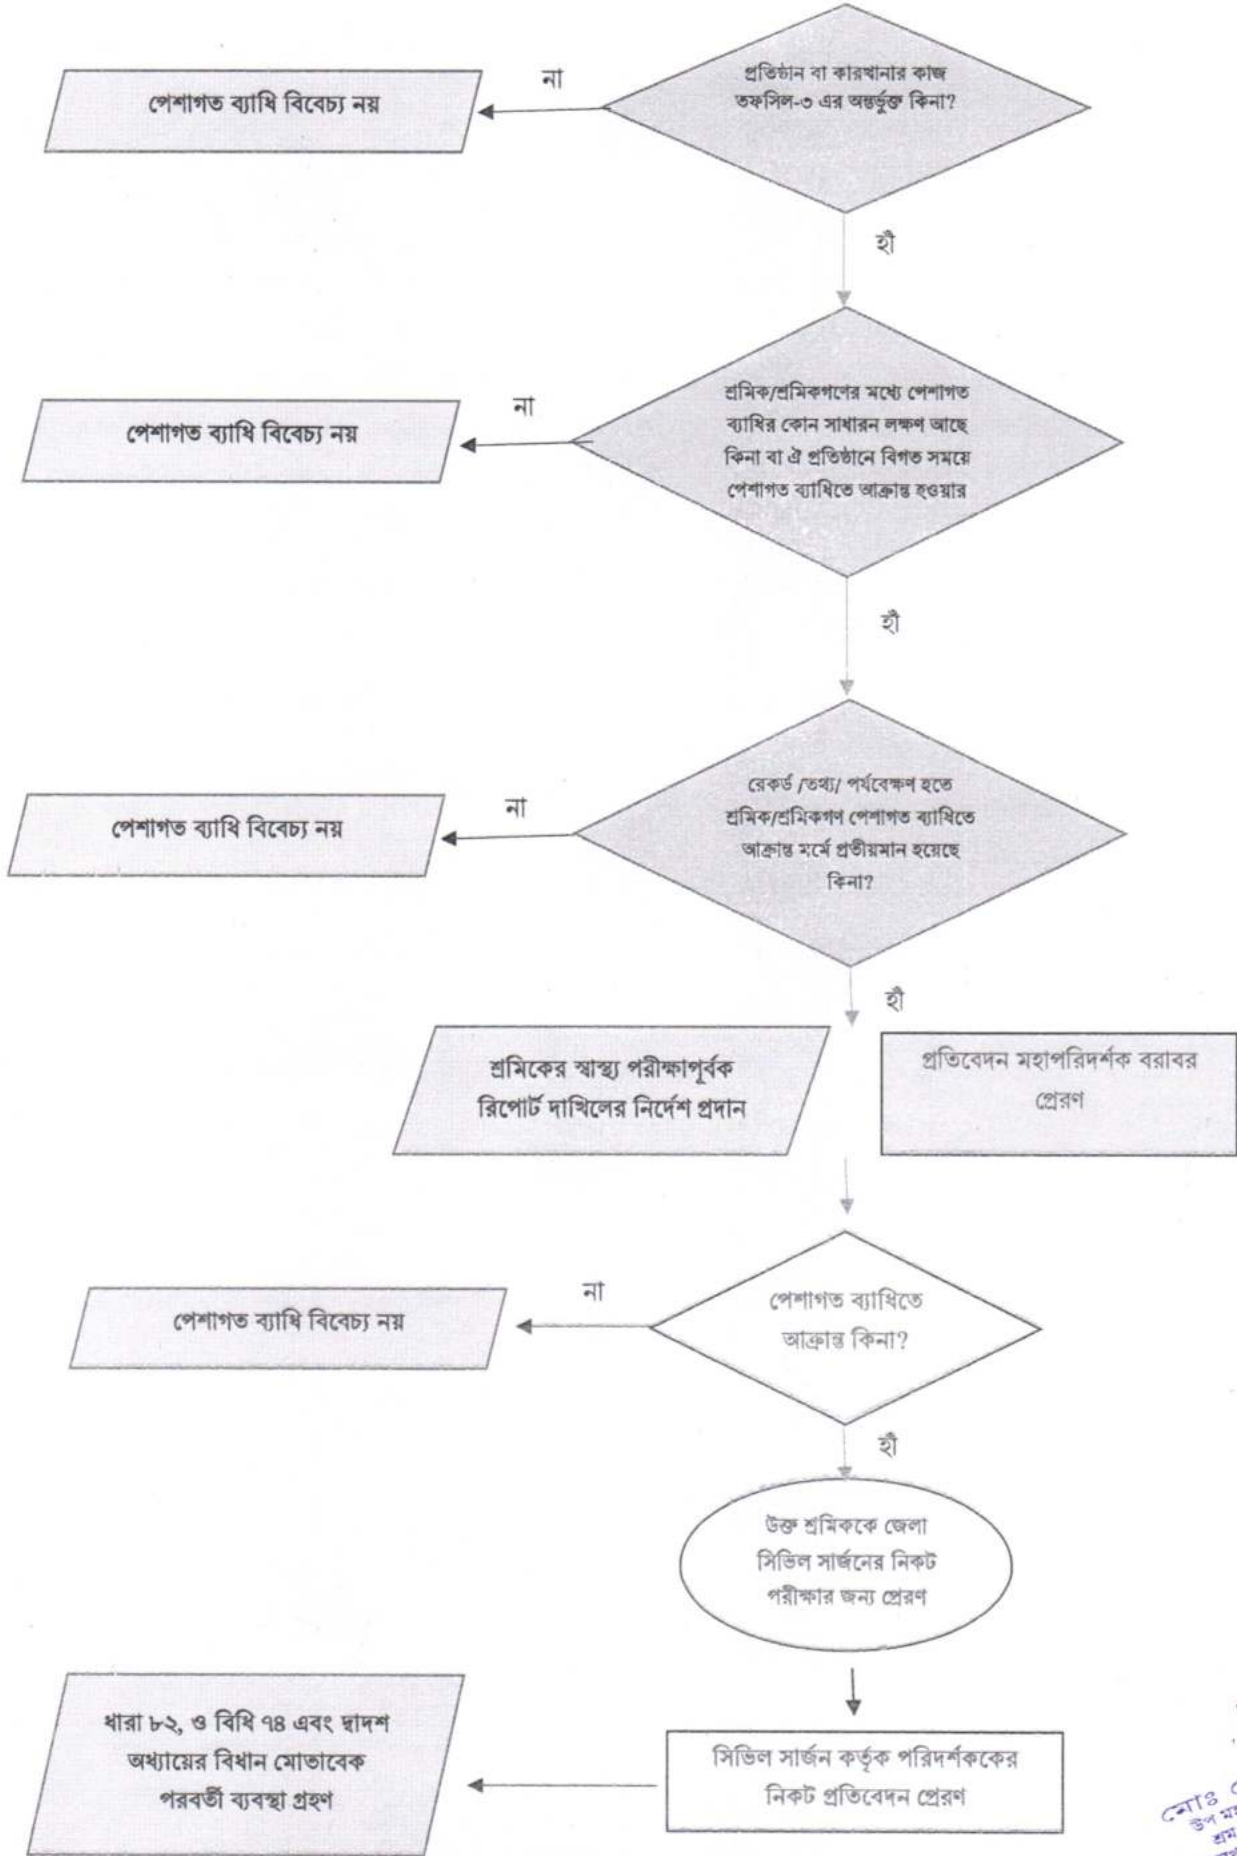 প্রতিষ্ঠান বা কারখানার কাজ
তফসিল-৩ এর অন্তর্ভুক্ত কিনা?
না
পেশাগত ব্যাধি বিবেচ্য নয়
হাঁ
শ্রমিক/শ্রমিকগণের মধ্যে পেশাগত
ব্যাধির কোন সাধারন লক্ষণ আছে
কিনা বা ঐ প্রতিষ্ঠানে বিগত সময়ে
পেশাগত ব্যাধিতে আক্রান্ত হওয়ার
না
পেশাগত ব্যাধি বিবেচ্য নয়
হাঁ
রেকর্ড /তথ্য/ পর্যবেক্ষণ হতে
শ্রমিক/শ্রমিকগণ পেশাগত ব্যাধিতে
আক্রান্ত মর্মে প্রতীয়মান হয়েছে
কিনা?
না
পেশাগত ব্যাধি বিবেচ্য নয়
হাঁ
শ্রমিকের স্বাস্থ্য পরীক্ষাপূর্বক
রিপোর্ট দাখিলের নির্দেশ প্রদান
প্রতিবেদন মহাপরিদর্শক বরাবর
প্রেরণ
পেশাগত ব্যাধিতে
আক্রান্ত কিনা?
না
পেশাগত ব্যাধি বিবেচ্য নয়
হাঁ
উক্ত শ্রমিককে জেলা
সিভিল সার্জনের নিকট
পরীক্ষার জন্য প্রেরণ
সিভিল সার্জন কর্তৃক পরিদর্শককের
নিকট প্রতিবেদন প্রেরণ
ধারা ৮২, ও বিধি ৭৪ এবং দ্বাদশ
অধ্যায়ের বিধান মোতাবেক
পরবর্তী ব্যবস্থা গ্রহণ
মোঃ
উপ